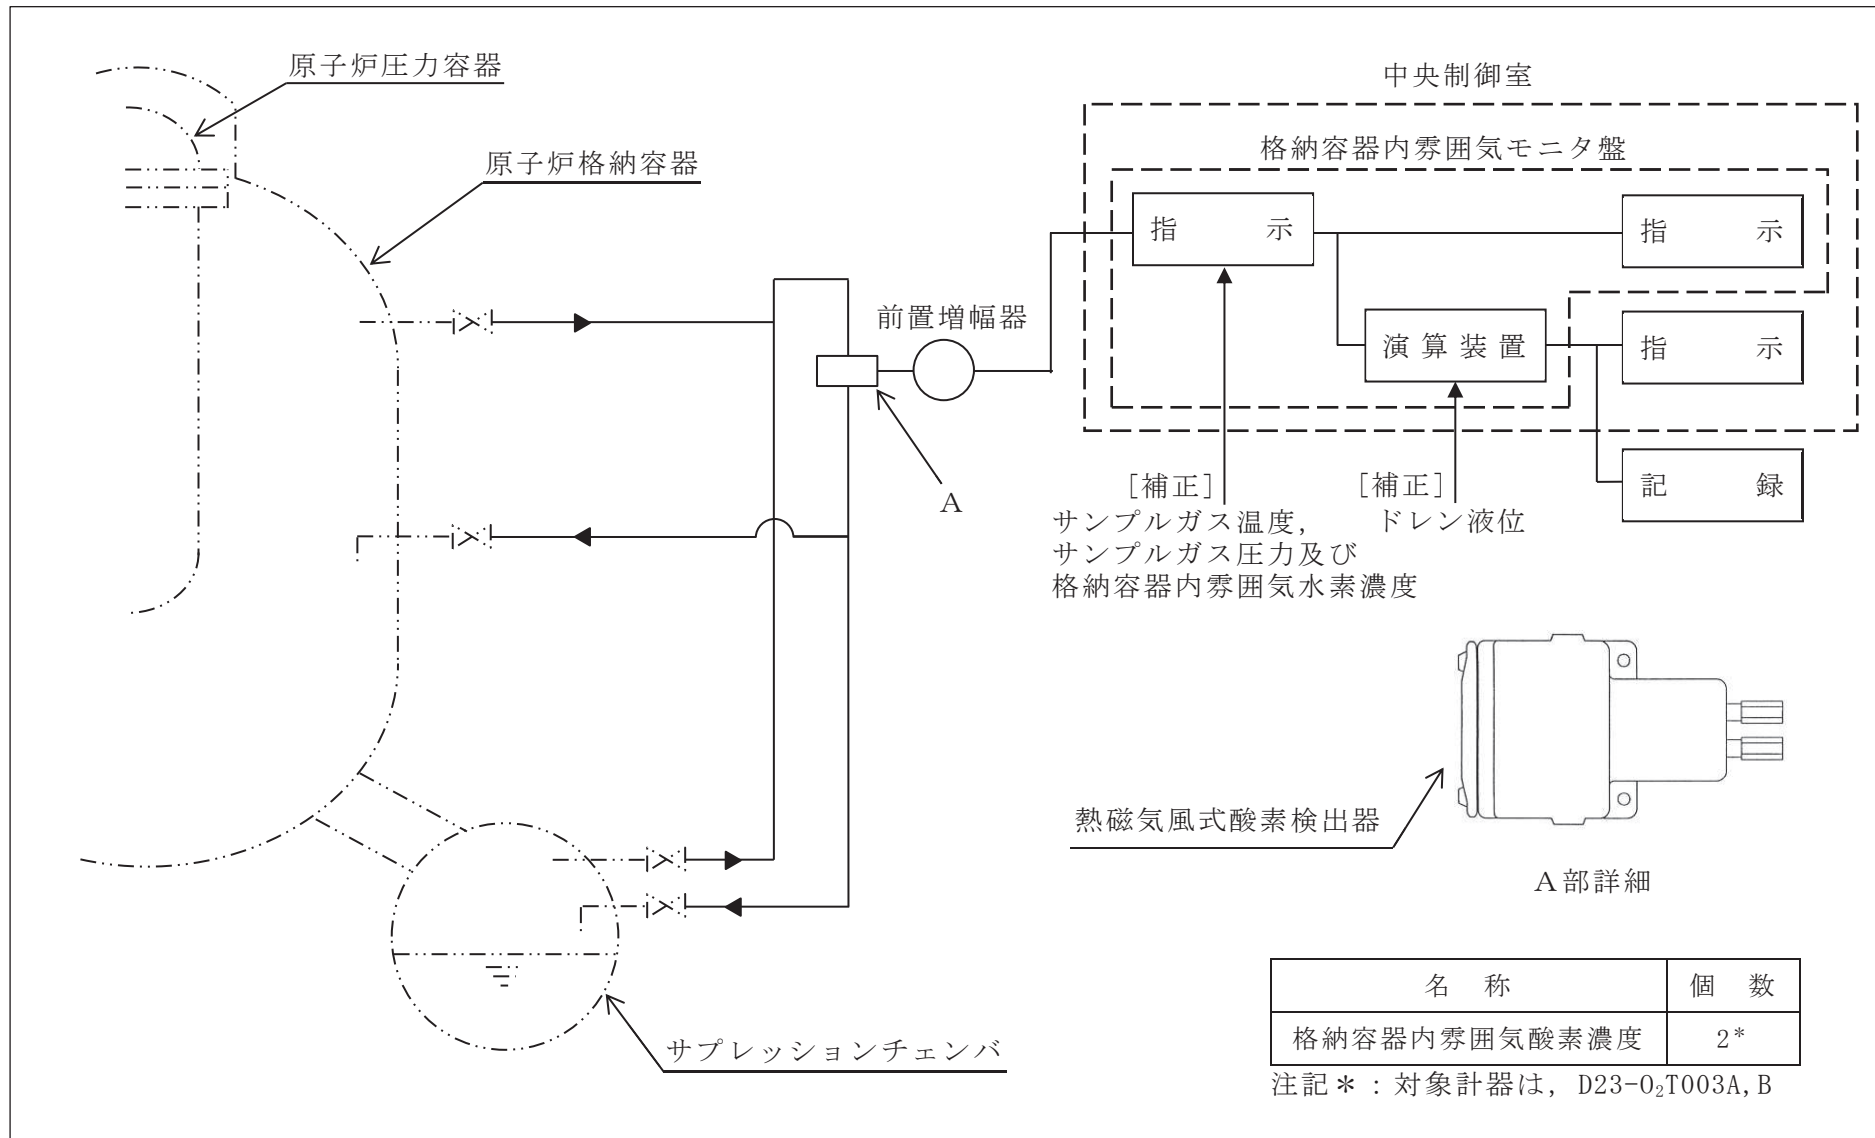 原子炉圧力容器
中央制御室
格納容器内雰囲気モニタ盤
原子炉格納容器
指　示
指　示
前置増幅器
演算装置
指　示
A
[補正]
サンプルガス温度,
サンプルガス圧力及び
格納容器内雰囲気水素濃度
[補正]
ドレン液位
記　録
熱磁気風式酸素検出器
A部詳細
サプレッションチェンバ
名　称　個　数
格納容器内雰囲気酸素濃度　2*
注記＊：対象計器は，D23-O₂T003A,B